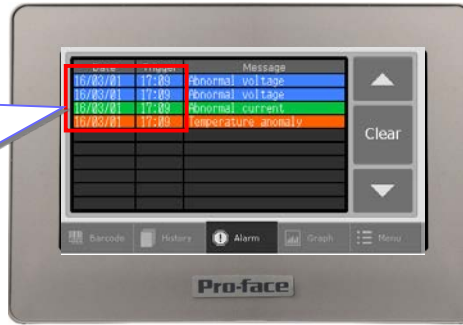 Date Trigger Message
16/03/01 17:09 Abnormal voltage
16/03/01 17:09 Abnormal voltage
16/03/01 17:09 Abnormal current
16/03/01 17:09 Temperature anomaly
Clear
Barcode History Alarm Graph Menu
Pro-face